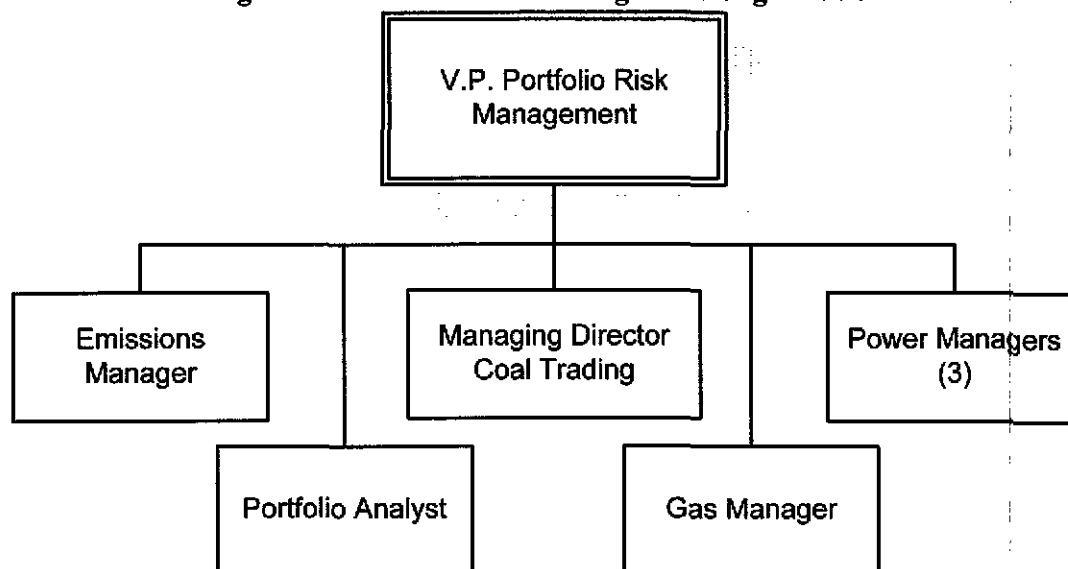 V.P. Portfolio Risk
Management
Emissions
Manager
Managing Director
Coal Trading
Power Managers
(3)
Portfolio Analyst
Gas Manager